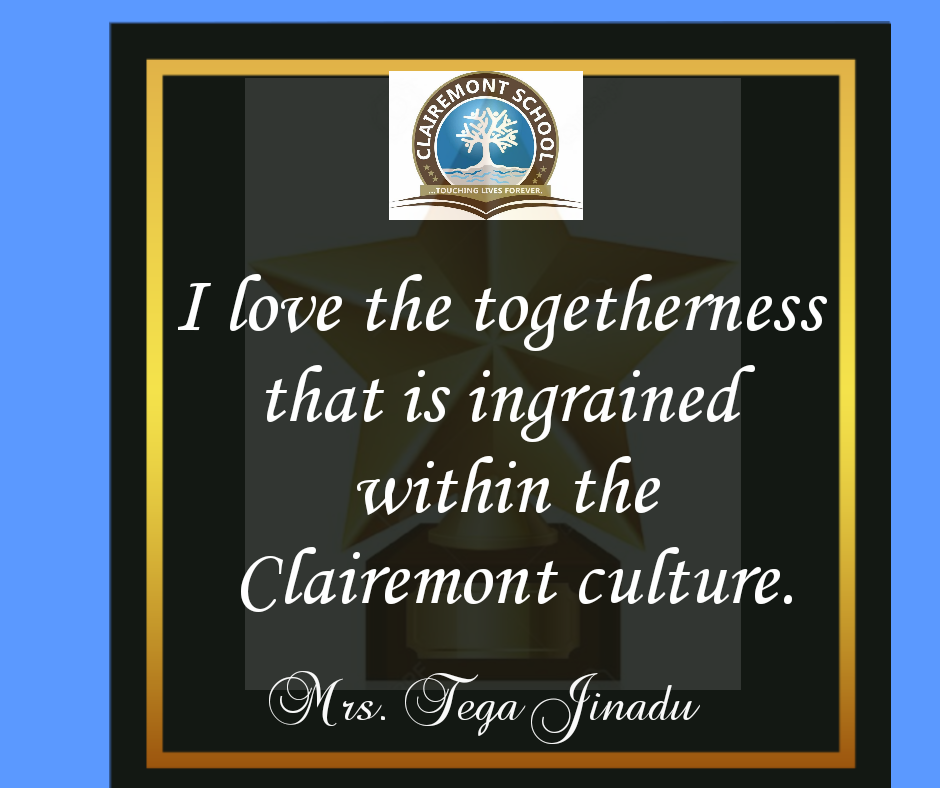 CLAIREMONT SCHOOL
...TOUCHING LIVES FOREVER.
I love the togetherness
that is ingrained
within the
Clairemont culture.
Mrs. Tega Jinadu